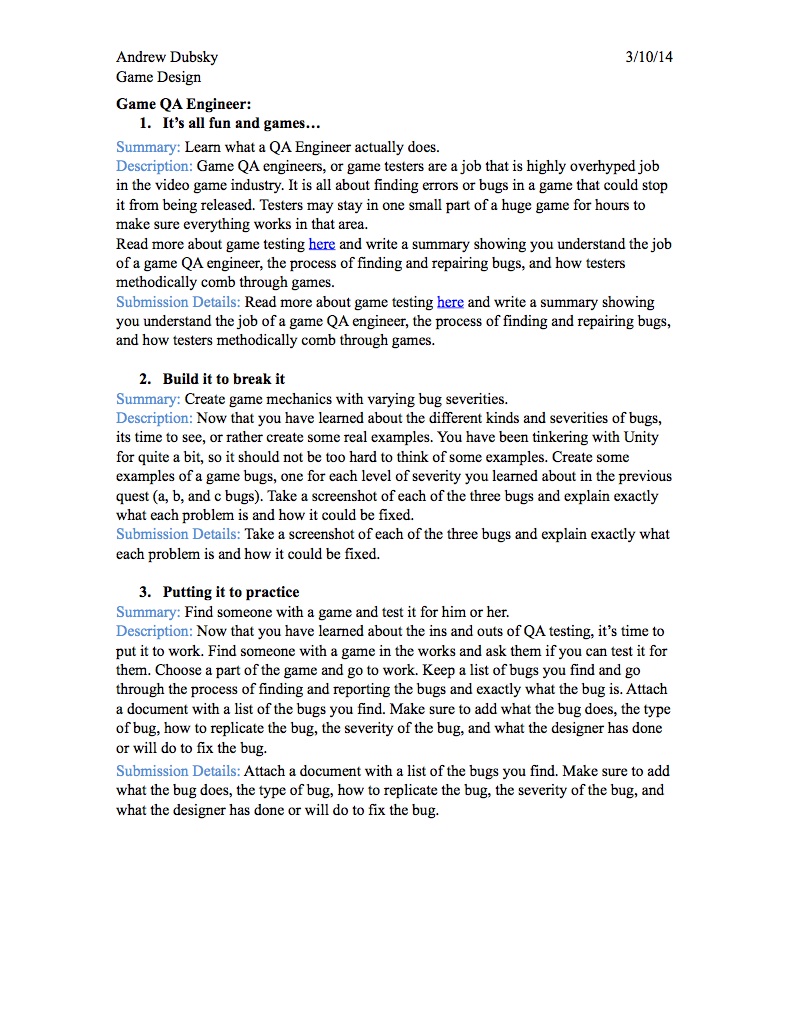 Andrew Dubsky 3/10/14
Game Design
Game QA Engineer:
1. It's all fun and games…
Summary: Learn what a QA Engineer actually does.
Description: Game QA engineers, or game testers are a job that is highly overhyped job
in the video game industry. It is all about finding errors or bugs in a game that could stop
it from being released. Testers may stay in one small part of a huge game for hours to
make sure everything works in that area.
Read more about game testing here and write a summary showing you understand the job
of a game QA engineer, the process of finding and repairing bugs, and how testers
methodically comb through games.
Submission Details: Read more about game testing here and write a summary showing
you understand the job of a game QA engineer, the process of finding and repairing bugs,
and how testers methodically comb through games.
2. Build it to break it
Summary: Create game mechanics with varying bug severities.
Description: Now that you have learned about the different kinds and severities of bugs,
its time to see, or rather create some real examples. You have been tinkering with Unity
for quite a bit, so it should not be too hard to think of some examples. Create some
examples of a game bugs, one for each level of severity you learned about in the previous
quest (a, b, and c bugs). Take a screenshot of each of the three bugs and explain exactly
what each problem is and how it could be fixed.
Submission Details: Take a screenshot of each of the three bugs and explain exactly what
each problem is and how it could be fixed.
3. Putting it to practice
Summary: Find someone with a game and test it for him or her.
Description: Now that you have learned about the ins and outs of QA testing, it's time to
put it to work. Find someone with a game in the works and ask them if you can test it for
them. Choose a part of the game and go to work. Keep a list of bugs you find and go
through the process of finding and reporting the bugs and exactly what the bug is. Attach
a document with a list of the bugs you find. Make sure to add what the bug does, the type
of bug, how to replicate the bug, the severity of the bug, and what the designer has done
or will do to fix the bug.
Submission Details: Attach a document with a list of the bugs you find. Make sure to add
what the bug does, the type of bug, how to replicate the bug, the severity of the bug, and
what the designer has done or will do to fix the bug.